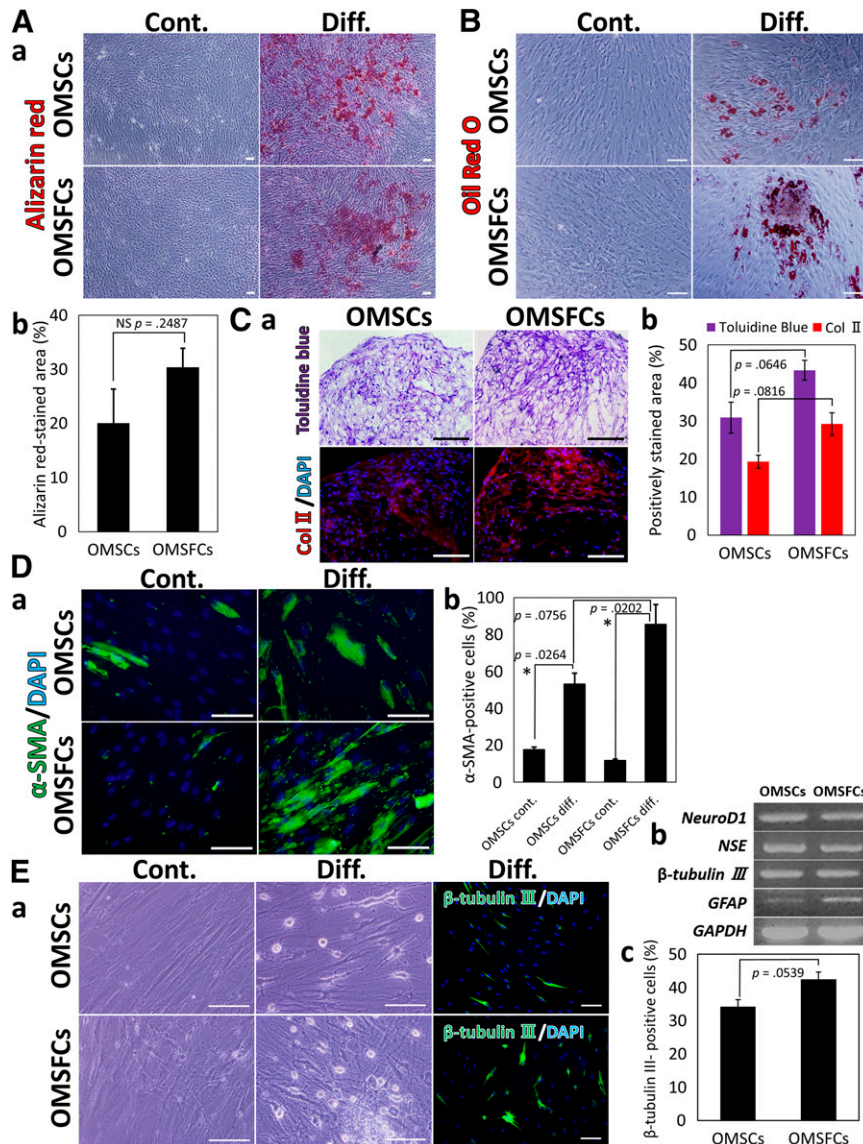 A
Cont.
Diff.
a
OMSCs
Alizarin red
OMSFCs
B
Cont.
Diff.
OMSCs
Oil Red O
OMSFCs
b
Alizarin red-stained area (%)
40
30
20
10
0
NS p = .2487
OMSCs
OMSFCs
C a
OMSCs
OMSFCs
Toluidine blue
Col II/DAPI
b
Toluidine Blue
Col II
Positively stained area (%)
50
40
30
20
10
0
p = .0646
p = .0816
OMSCs
OMSFCs
D
Cont.
Diff.
a
OMSCs
α-SMA/DAPI
OMSFCs
b
α-SMA-positive cells (%)
100
80
60
40
20
0
p = .0202
p = .0756
*
p = .0264
*
OMSCs cont.
OMSCs diff.
OMSFCs cont.
OMSFCs diff.
E
Cont.
Diff.
Diff.
a
OMSCs
β-tubulin III/DAPI
OMSFCs
β-tubulin III/DAPI
b
OMSCs OMSFCs
NeuroD1
NSE
β-tubulin III
GFAP
GAPDH
c
β-tubulin III- positive cells (%)
50
40
30
20
10
0
p = .0539
OMSCs
OMSFCs